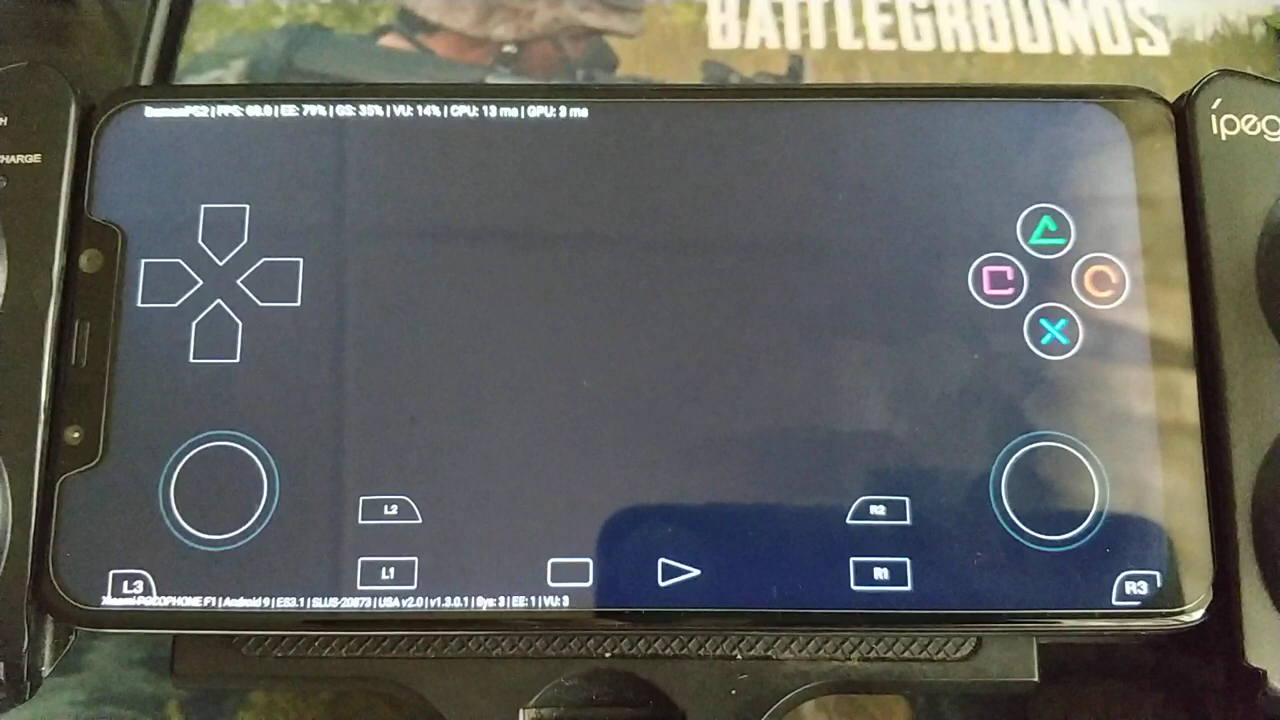 BATTLEGROUNDS
DamonPS2 | FPS: 60.0 | EE: 79% | GS: 35% | VU: 14% | CPU: 13 ms | GPU: 3 ms
H
ípeg
HARGE
L2
R2
L1
R1
L3
R3
Xiaomi-POCOPHONE F1 | Android 9 | ES3.1 | SLUS-20873 | USA v2.0 | v1.3.0.1 | Sys: 3 | EE: 1 | VU: 3